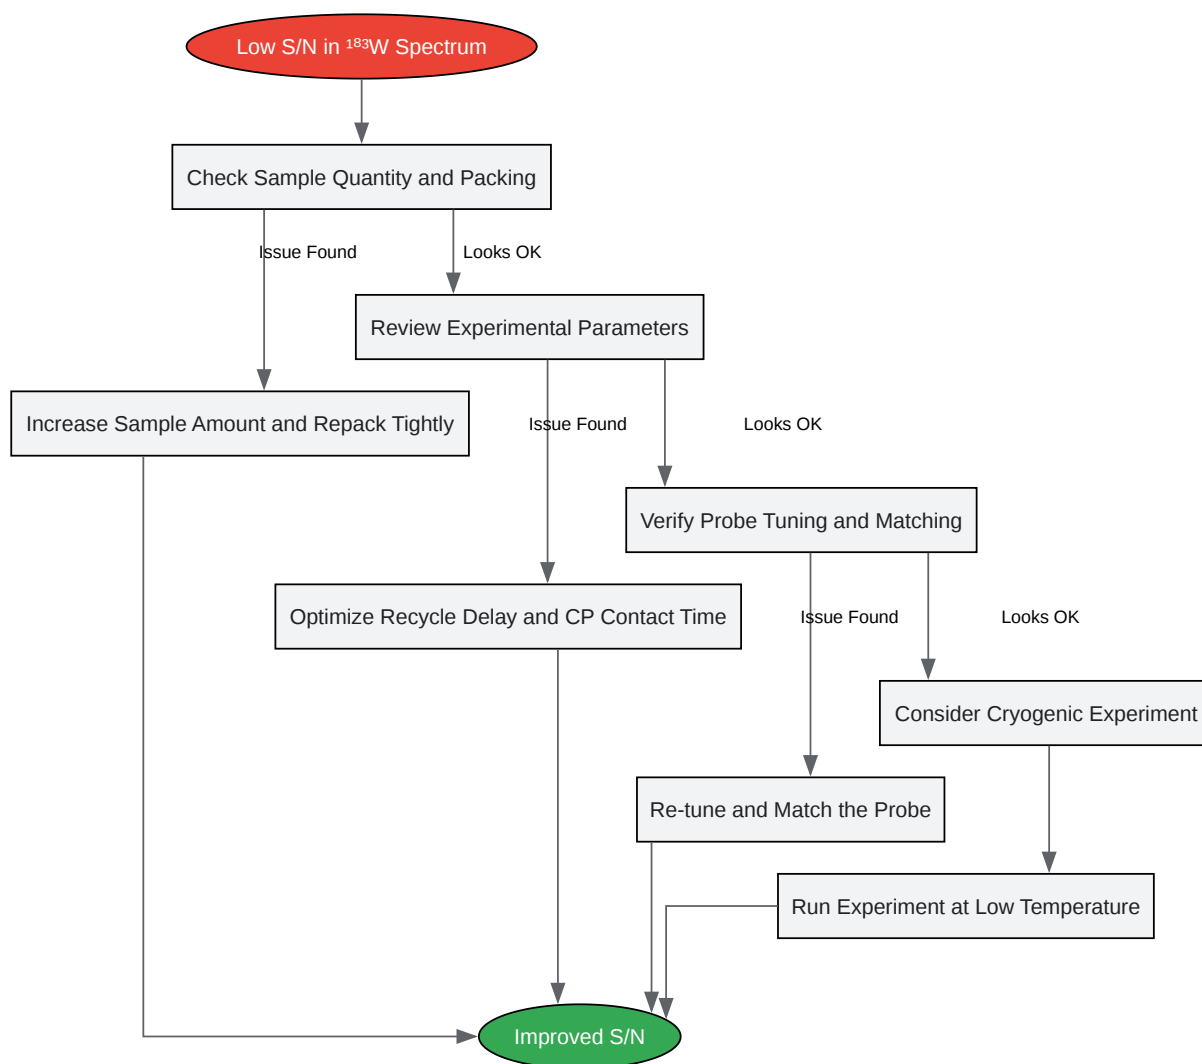 Low S/N in ¹⁸³W Spectrum
Check Sample Quantity and Packing
Issue Found
Looks OK
Review Experimental Parameters
Increase Sample Amount and Repack Tightly
Issue Found
Looks OK
Verify Probe Tuning and Matching
Optimize Recycle Delay and CP Contact Time
Issue Found
Looks OK
Consider Cryogenic Experiment
Re-tune and Match the Probe
Run Experiment at Low Temperature
Improved S/N